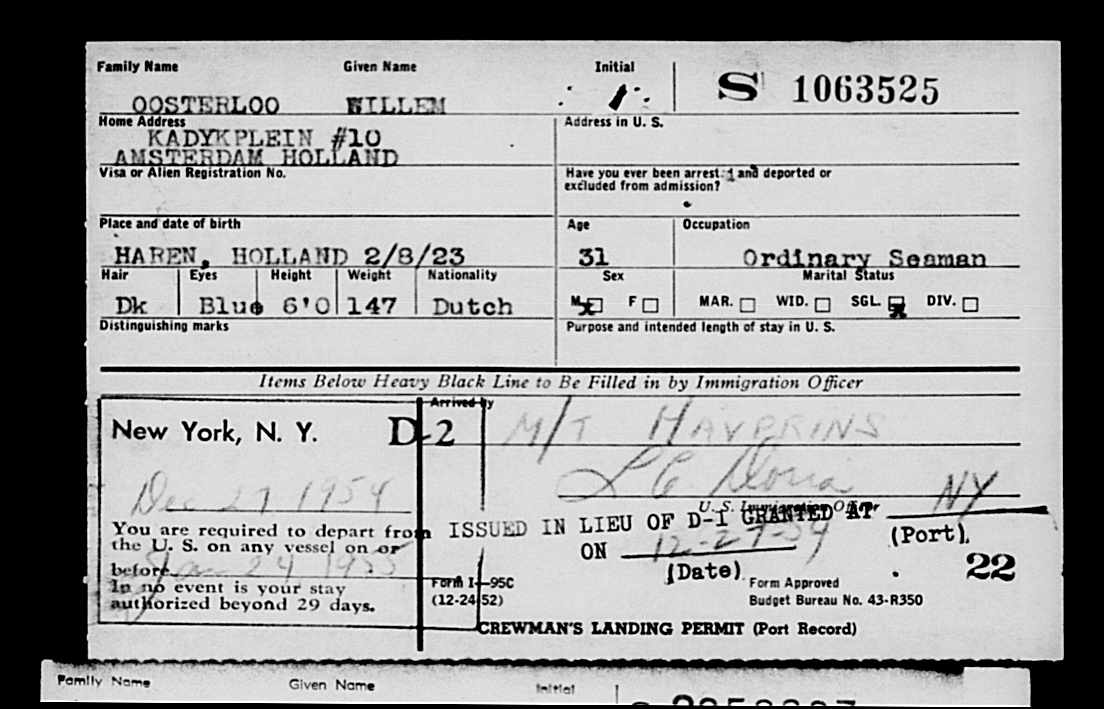 Family Name Given Name Initial S 1063525
OOSTERLOO WILLEM
Home Address Address in U. S.
KADYKPLEIN #10
AMSTERDAM HOLLAND
Visa or Alien Registration No. Have you ever been arrested and deported or
excluded from admission?
Place and date of birth Age Occupation
HAREN, HOLLAND 2/8/23 31 Ordinary Seaman
Hair Eyes Height Weight Nationality Sex Marital Status
Dk Blue 6'0 147 Dutch M X F MAR. WID. SGL. X DIV.
Distinguishing marks Purpose and intended length of stay in U. S.
Items Below Heavy Black Line to Be Filled in by Immigration Officer
Arrived by
New York, N. Y. D-2 M/T HAVPRINS
Dec 27 1954
U. S. Immigration Officer
You are required to depart from
the U. S. on any vessel on or
before Jan 24 1955
In no event is your stay
authorized beyond 29 days.
ISSUED IN LIEU OF D-1 GRANTED AT NY
(Port),
ON 12-27-54
(Date) 22
Form I-95C Form Approved
(12-24-52) Budget Bureau No. 43-R350
CREWMAN'S LANDING PERMIT (Port Record)
Family Name Given Name Initial